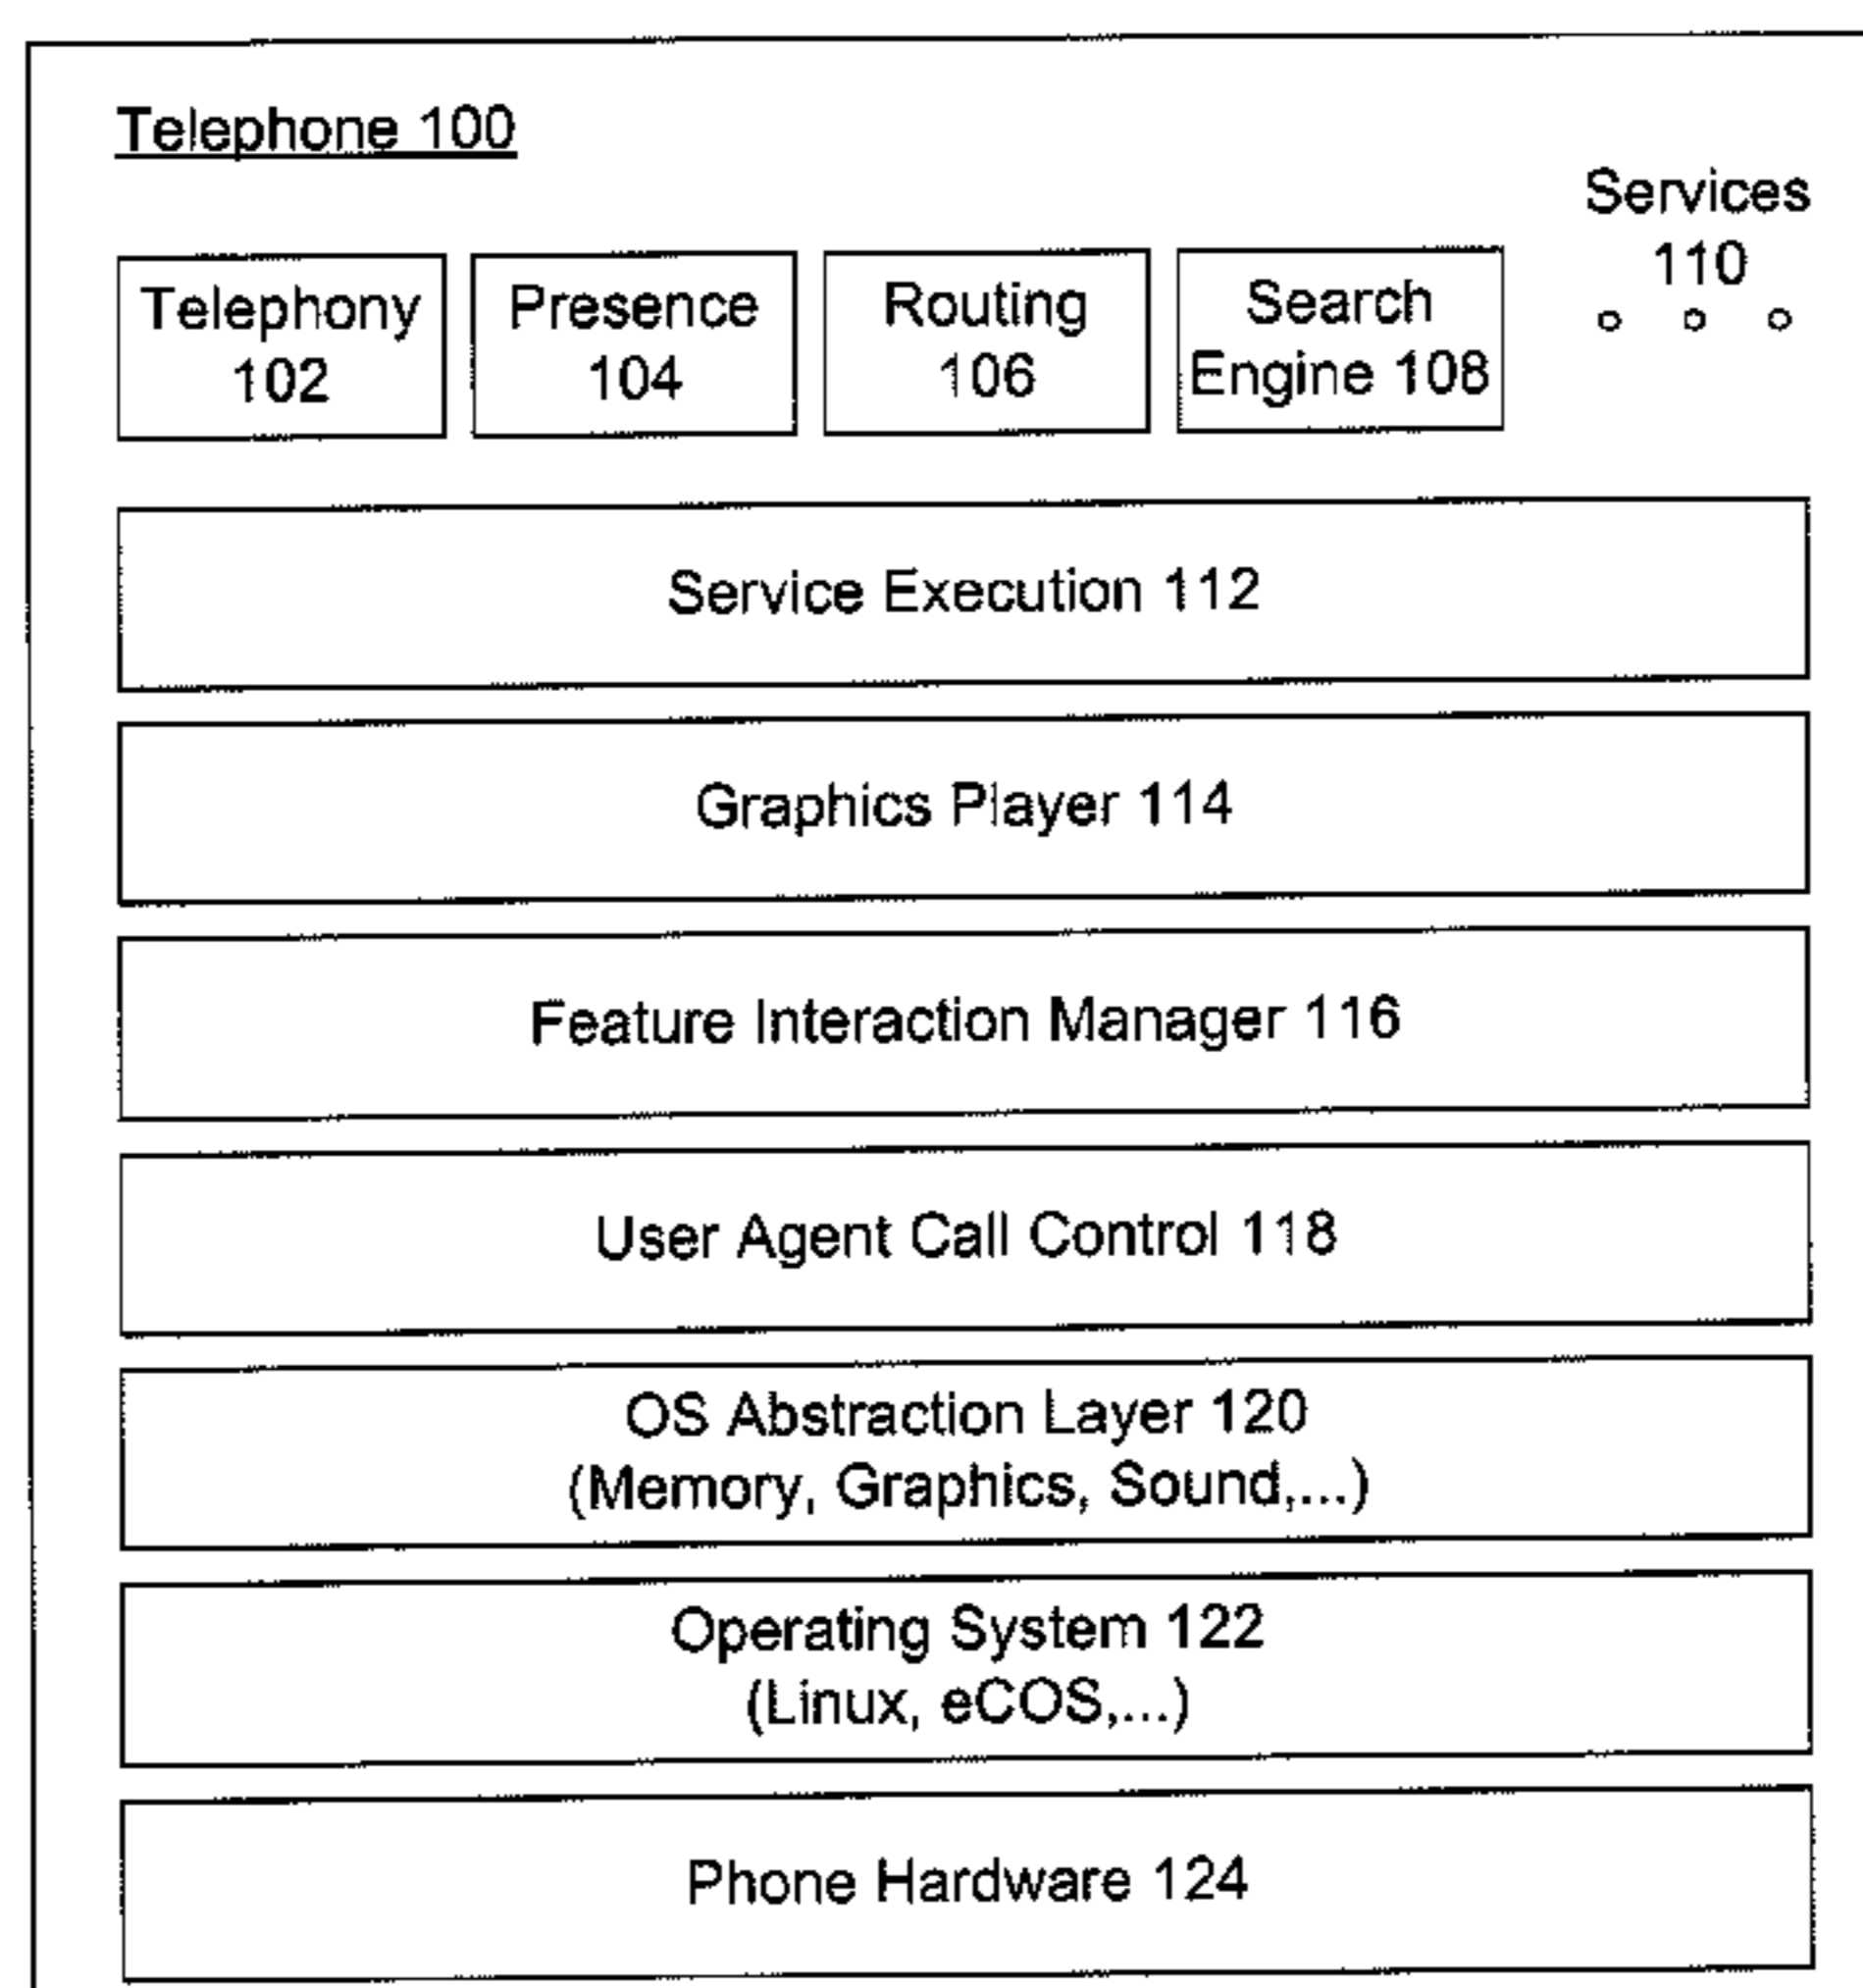 Telephone 100
Services
110
Telephony
102
Presence
104
Routing
106
Search
Engine 108
Service Execution 112
Graphics Player 114
Feature Interaction Manager 116
User Agent Call Control 118
OS Abstraction Layer 120
(Memory, Graphics, Sound,...)
Operating System 122
(Linux, eCOS,...)
Phone Hardware 124